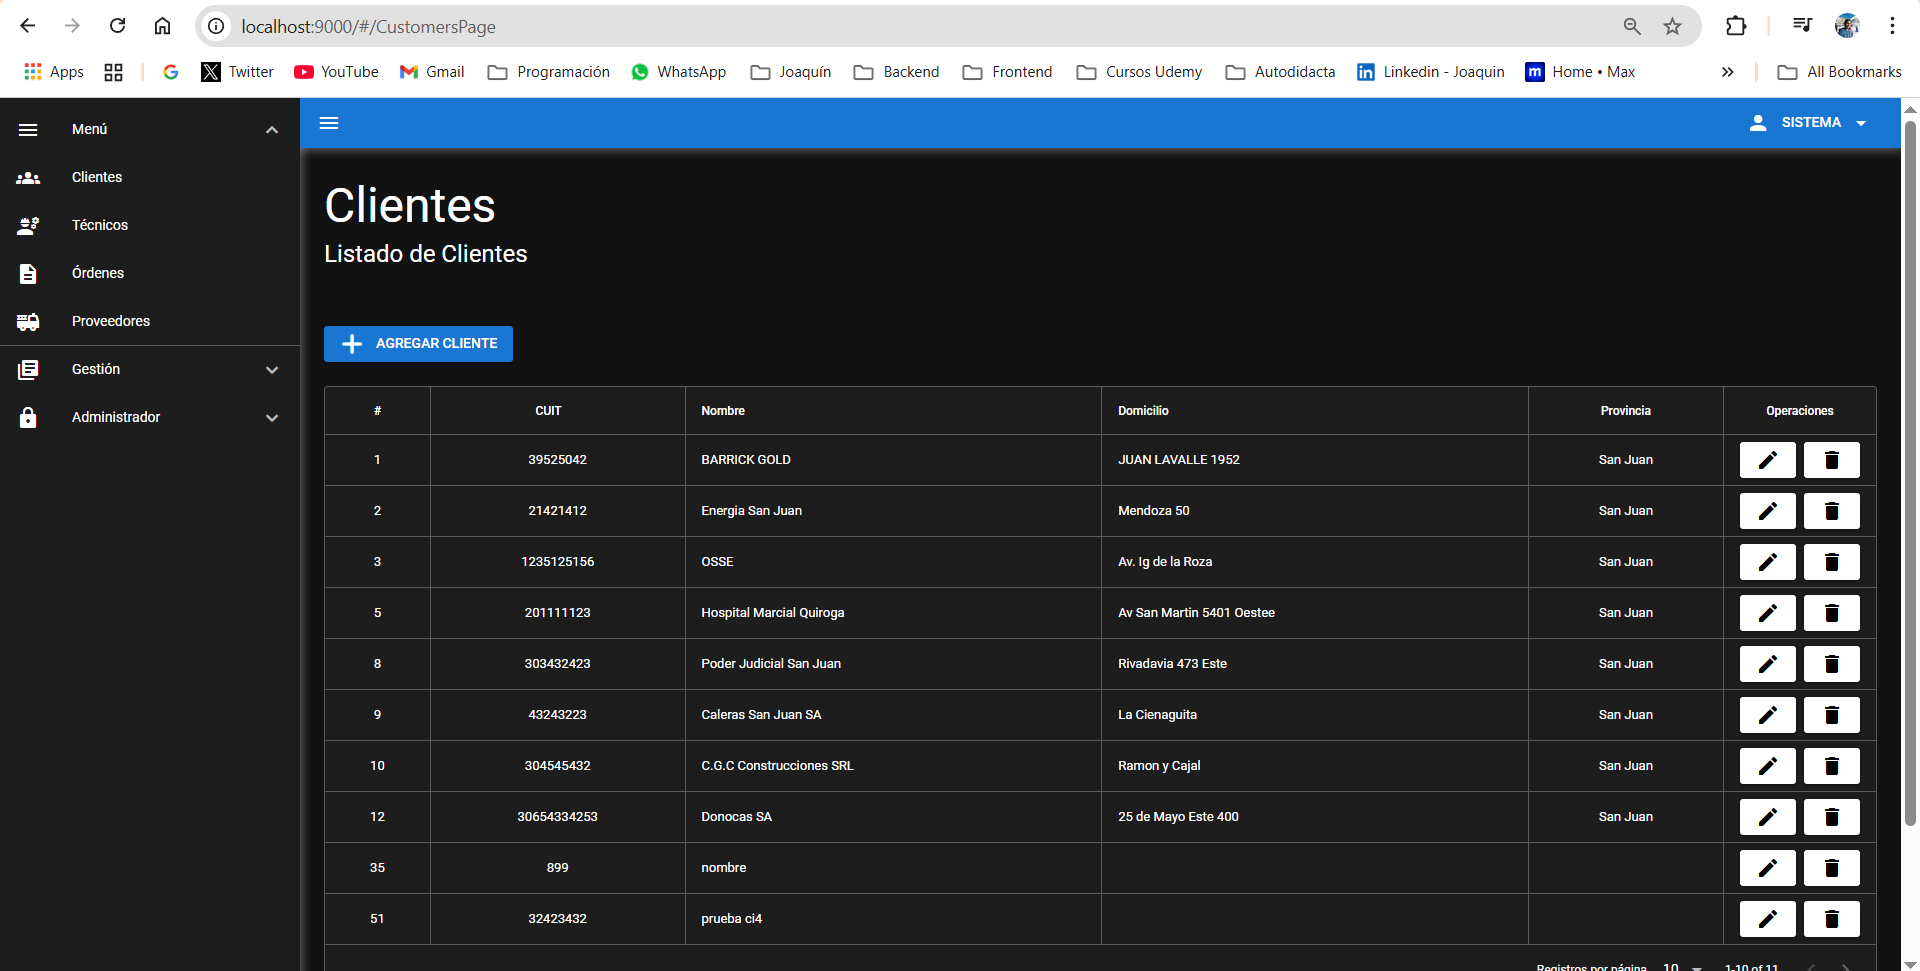 localhost:9000/#/CustomersPage
Apps Twitter YouTube Gmail Programación WhatsApp Joaquín Backend Frontend Cursos Udemy Autodidacta Linkedin - Joaquin Home • Max » All Bookmarks
Menú
Clientes
Técnicos
Órdenes
Proveedores
Gestión
Administrador
SISTEMA
Clientes
Listado de Clientes
AGREGAR CLIENTE
# CUIT Nombre Domicilio Provincia Operaciones
1 39525042 BARRICK GOLD JUAN LAVALLE 1952 San Juan
2 21421412 Energia San Juan Mendoza 50 San Juan
3 1235125156 OSSE Av. Ig de la Roza San Juan
5 201111123 Hospital Marcial Quiroga Av San Martin 5401 Oestee San Juan
8 303432423 Poder Judicial San Juan Rivadavia 473 Este San Juan
9 43243223 Caleras San Juan SA La Cienaguita San Juan
10 304545432 C.G.C Construcciones SRL Ramon y Cajal San Juan
12 30654334253 Donocas SA 25 de Mayo Este 400 San Juan
35 899 nombre
51 32423432 prueba ci4
Registros por página 10 1-10 of 11